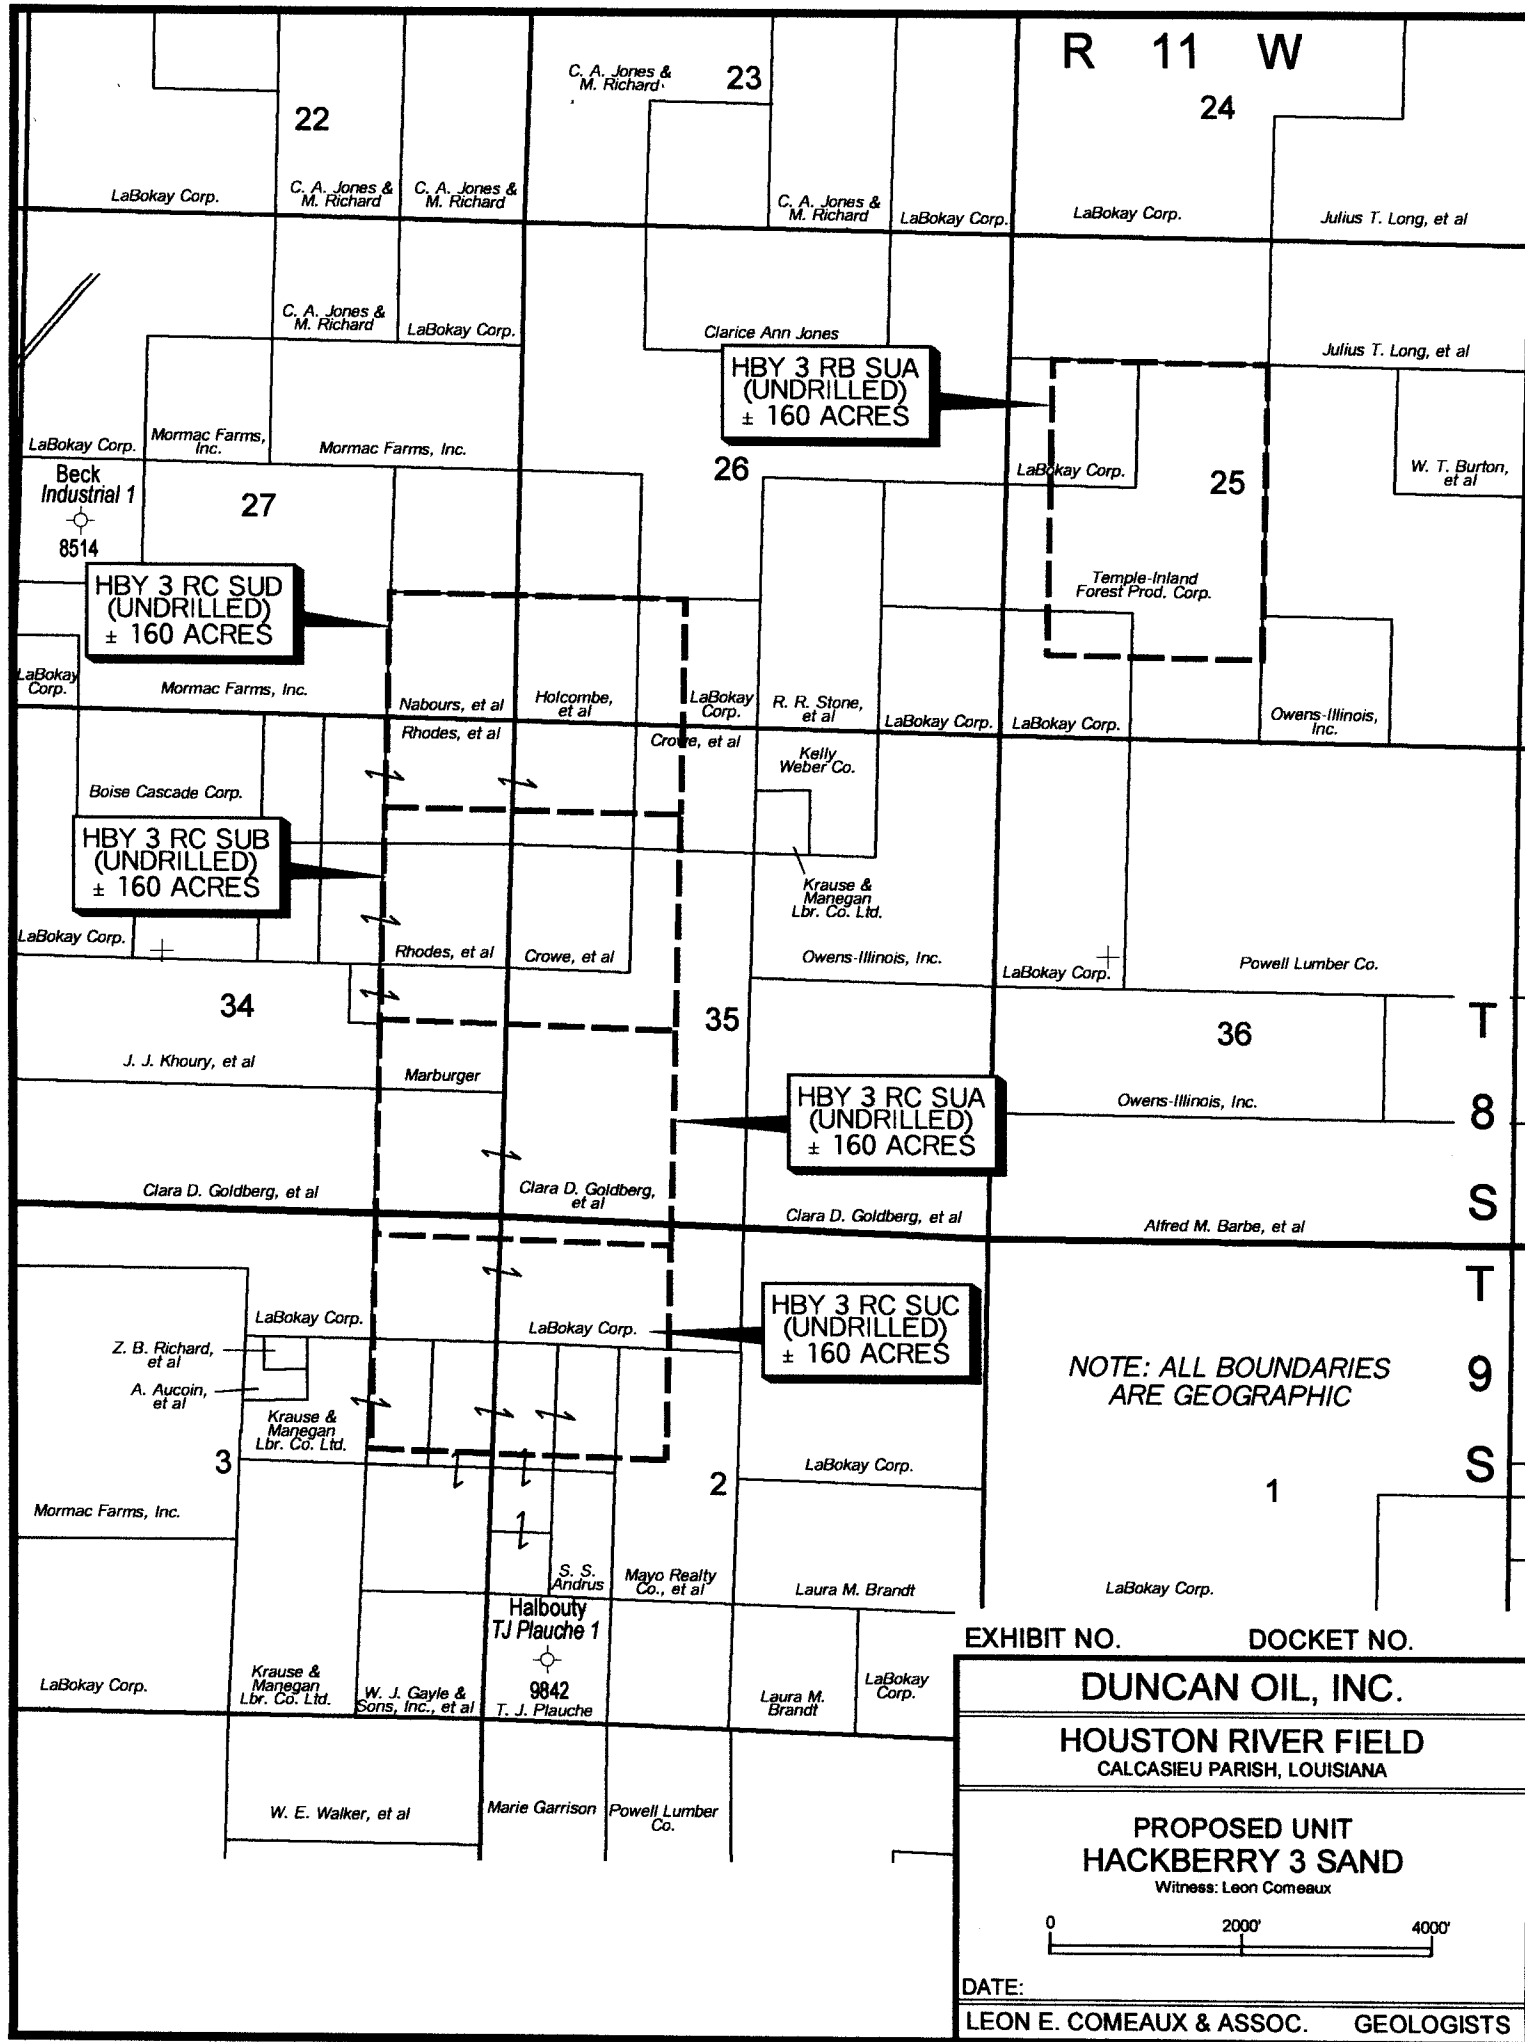 R 11 W
C. A. Jones &
M. Richard
23
24
22
LaBokay Corp.
C. A. Jones &
M. Richard
C. A. Jones &
M. Richard
C. A. Jones &
M. Richard
LaBokay Corp.
LaBokay Corp.
Julius T. Long, et al
C. A. Jones &
M. Richard
LaBokay Corp.
Clarice Ann Jones
Julius T. Long, et al
HBY 3 RB SUA
(UNDRILLED)
± 160 ACRES
LaBokay Corp.
Mormac Farms,
Inc.
Mormac Farms, Inc.
26
LaBokay Corp.
25
W. T. Burton,
et al
Beck
Industrial 1
8514
27
HBY 3 RC SUD
(UNDRILLED)
± 160 ACRES
Temple-Inland
Forest Prod. Corp.
LaBokay
Corp.
Mormac Farms, Inc.
Nabours, et al
Holcombe,
et al
LaBokay
Corp.
R. R. Stone,
et al
LaBokay Corp.
LaBokay Corp.
Owens-Illinois,
Inc.
Rhodes, et al
Crowe, et al
Kelly
Weber Co.
Boise Cascade Corp.
HBY 3 RC SUB
(UNDRILLED)
± 160 ACRES
Krause &
Manegan
Lbr. Co. Ltd.
LaBokay Corp.
Rhodes, et al
Crowe, et al
Owens-Illinois, Inc.
LaBokay Corp.
Powell Lumber Co.
34
35
36
T
8
S
J. J. Khoury, et al
Marburger
HBY 3 RC SUA
(UNDRILLED)
± 160 ACRES
Owens-Illinois, Inc.
Clara D. Goldberg, et al
Clara D. Goldberg,
et al
Clara D. Goldberg, et al
Alfred M. Barbe, et al
T
9
S
HBY 3 RC SUC
(UNDRILLED)
± 160 ACRES
LaBokay Corp.
LaBokay Corp.
Z. B. Richard,
et al
A. Aucoin,
et al
Krause &
Manegan
Lbr. Co. Ltd.
NOTE: ALL BOUNDARIES
ARE GEOGRAPHIC
3
2
LaBokay Corp.
1
Mormac Farms, Inc.
S. S.
Andrus
Mayo Realty
Co., et al
Laura M. Brandt
LaBokay Corp.
Halbouty
TJ Plauche 1
9842
T. J. Plauche
LaBokay Corp.
Krause &
Manegan
Lbr. Co. Ltd.
W. J. Gayle &
Sons, Inc., et al
Laura M.
Brandt
LaBokay
Corp.
W. E. Walker, et al
Marie Garrison
Powell Lumber
Co.
EXHIBIT NO. DOCKET NO.
DUNCAN OIL, INC.
HOUSTON RIVER FIELD
CALCASIEU PARISH, LOUISIANA
PROPOSED UNIT
HACKBERRY 3 SAND
Witness: Leon Comeaux
0 2000' 4000'
DATE:
LEON E. COMEAUX & ASSOC. GEOLOGISTS